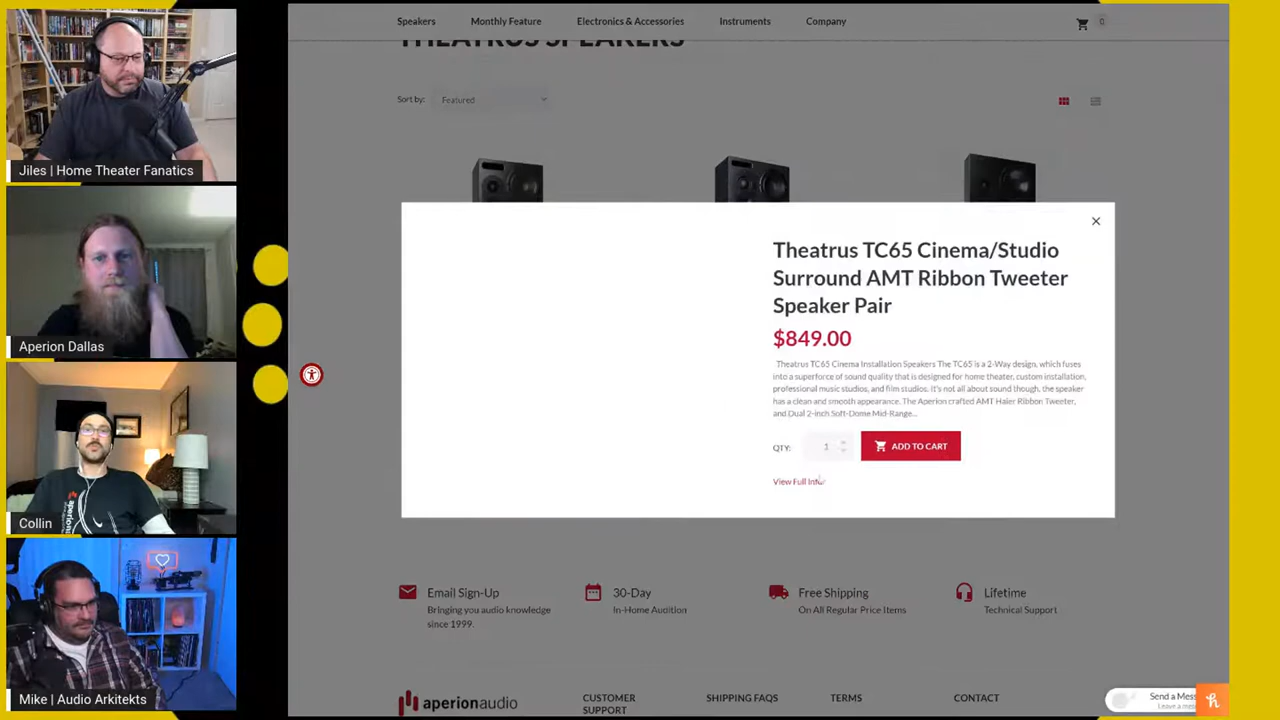 Jiles | Home Theater Fanatics
Aperion Dallas
Collin
Mike | Audio Arkitekts
Speakers
Monthly Feature
Electronics & Accessories
Instruments
Company
0
THEATRUS SPEAKERS
Sort by:
Featured
Theatrus TC65 Cinema/Studio
Surround AMT Ribbon Tweeter
Speaker Pair
$849.00
Theatrus TC65 Cinema Installation Speakers The TC65 is a 2-Way design, which fuses
into a superforce of sound quality that is designed for home theater, custom installation,
professional music studios, and film studios. It's not all about sound though, the speaker
has a clean and smooth appearance. The Aperion crafted AMT Haier Ribbon Tweeter,
and Dual 2-inch Soft-Dome Mid-Range...
QTY:
1
ADD TO CART
View Full Info
Email Sign-Up
Bringing you audio knowledge
since 1999.
30-Day
In-Home Audition
Free Shipping
On All Regular Price Items
Lifetime
Technical Support
aperionaudio
CUSTOMER
SUPPORT
SHIPPING FAQS
TERMS
CONTACT
Send a Mess
Leave a mess